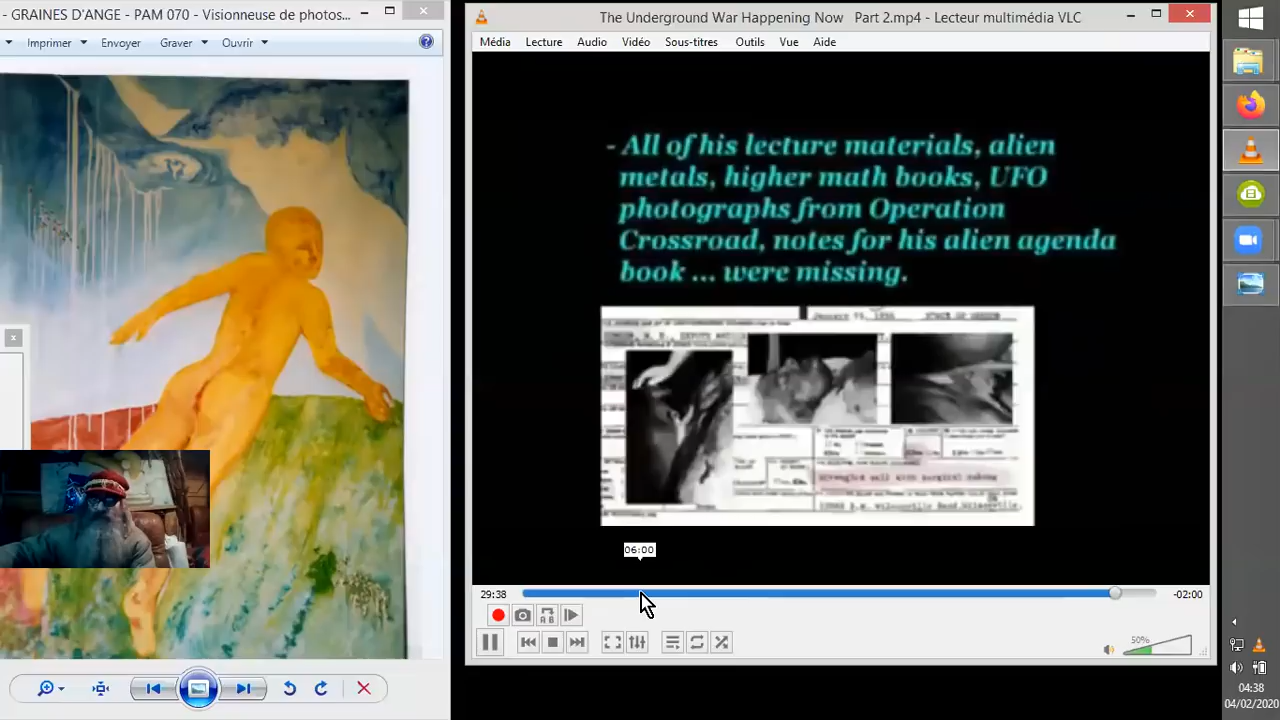 - GRAINES D'ANGE - PAM 070 - Visionneuse de photos...
Imprimer Envoyer Graver Ouvrir
The Underground War Happening Now Part 2.mp4 - Lecteur multimédia VLC
Média Lecture Audio Vidéo Sous-titres Outils Vue Aide
- All of his lecture materials, alien
metals, higher math books, UFO
photographs from Operation
Crossroad, notes for his alien agenda
book ... were missing.
06:00
29:38
-02:00
50%
04:38
04/02/2020